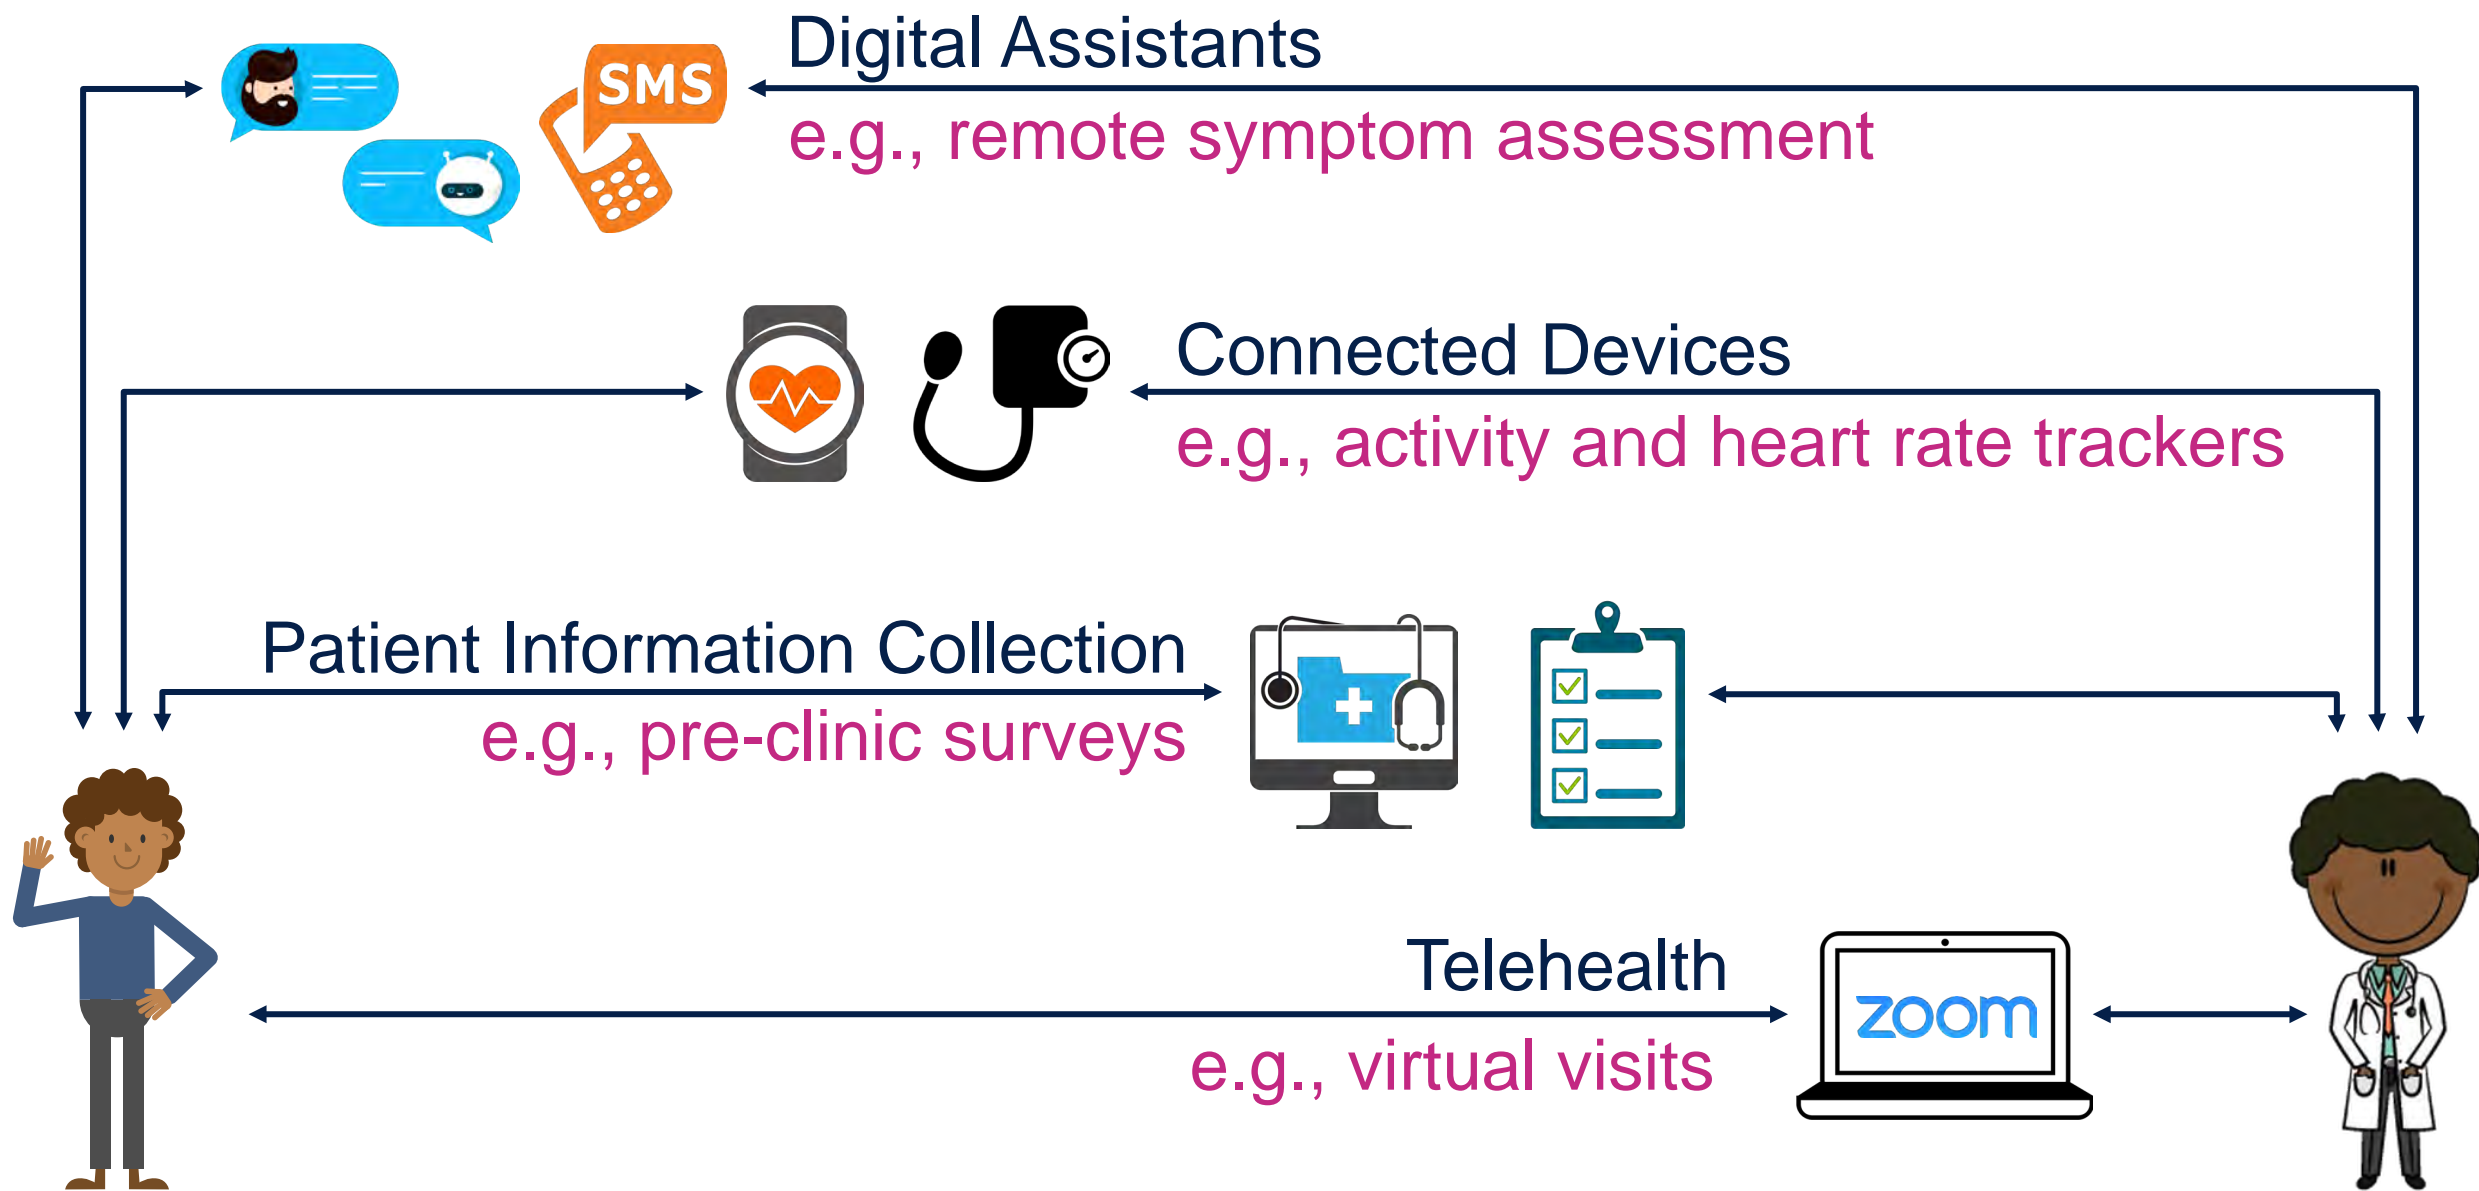 Digital Assistants
SMS
e.g., remote symptom assessment
Connected Devices
e.g., activity and heart rate trackers
Patient Information Collection
e.g., pre-clinic surveys
Telehealth
zoom
e.g., virtual visits